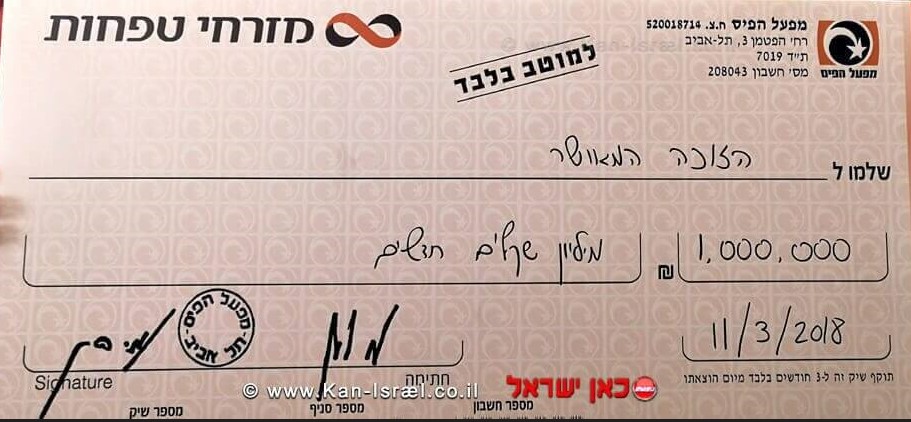 מזרחי טפחות
מפעל הפיס ח.צ. 520018714
רח׳ הפטמן 3, תל-אביב
ת״ד 7019
מס׳ חשבון 208043
מפעל הפיס
למוטב בלבד
שלמו ל הזוכה המאושר
1,000,000
₪ מיליון שקלים חדשים
11/3/2018
תוקף שיק זה ל-3 חודשים בלבד מיום הוצאתו
מפעל הפיס
תל אביב
Signature
חתימה
© www.Kan-Israel.co.il
כאן ישראל
מספר שיק
מספר סניף
מספר חשבון